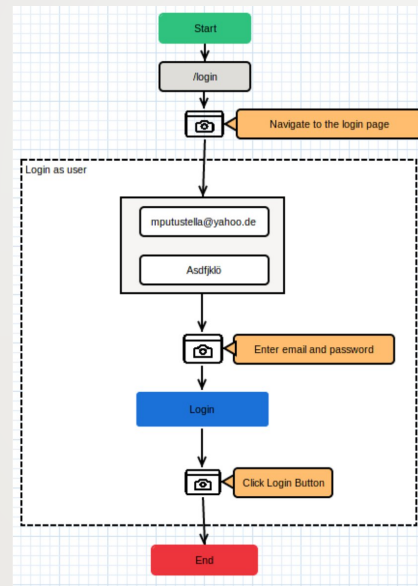 Start
/login
Navigate to the login page
Login as user
mputustella@yahoo.de
Asdfjklö
Enter email and password
Login
Click Login Button
End